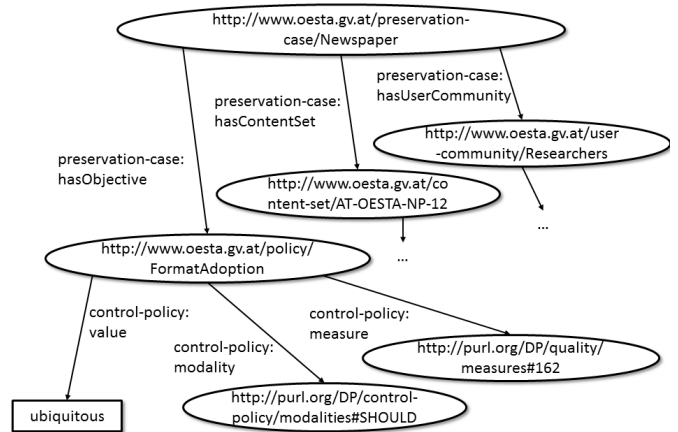 http://www.oesta.gv.at/preservation-
case/Newspaper
preservation-case:
hasUserCommunity
preservation-case:
hasContentSet
http://www.oesta.gv.at/user
-community/Researchers
preservation-case:
hasObjective
http://www.oesta.gv.at/co
ntent-set/AT-OESTA-NP-12
...
...
http://www.oesta.gv.at/policy/
FormatAdoption
control-policy:
value
control-policy:
measure
control-policy:
modality
http://purl.org/DP/quality/
measures#162
ubiquitous
http://purl.org/DP/control-
policy/modalities#SHOULD